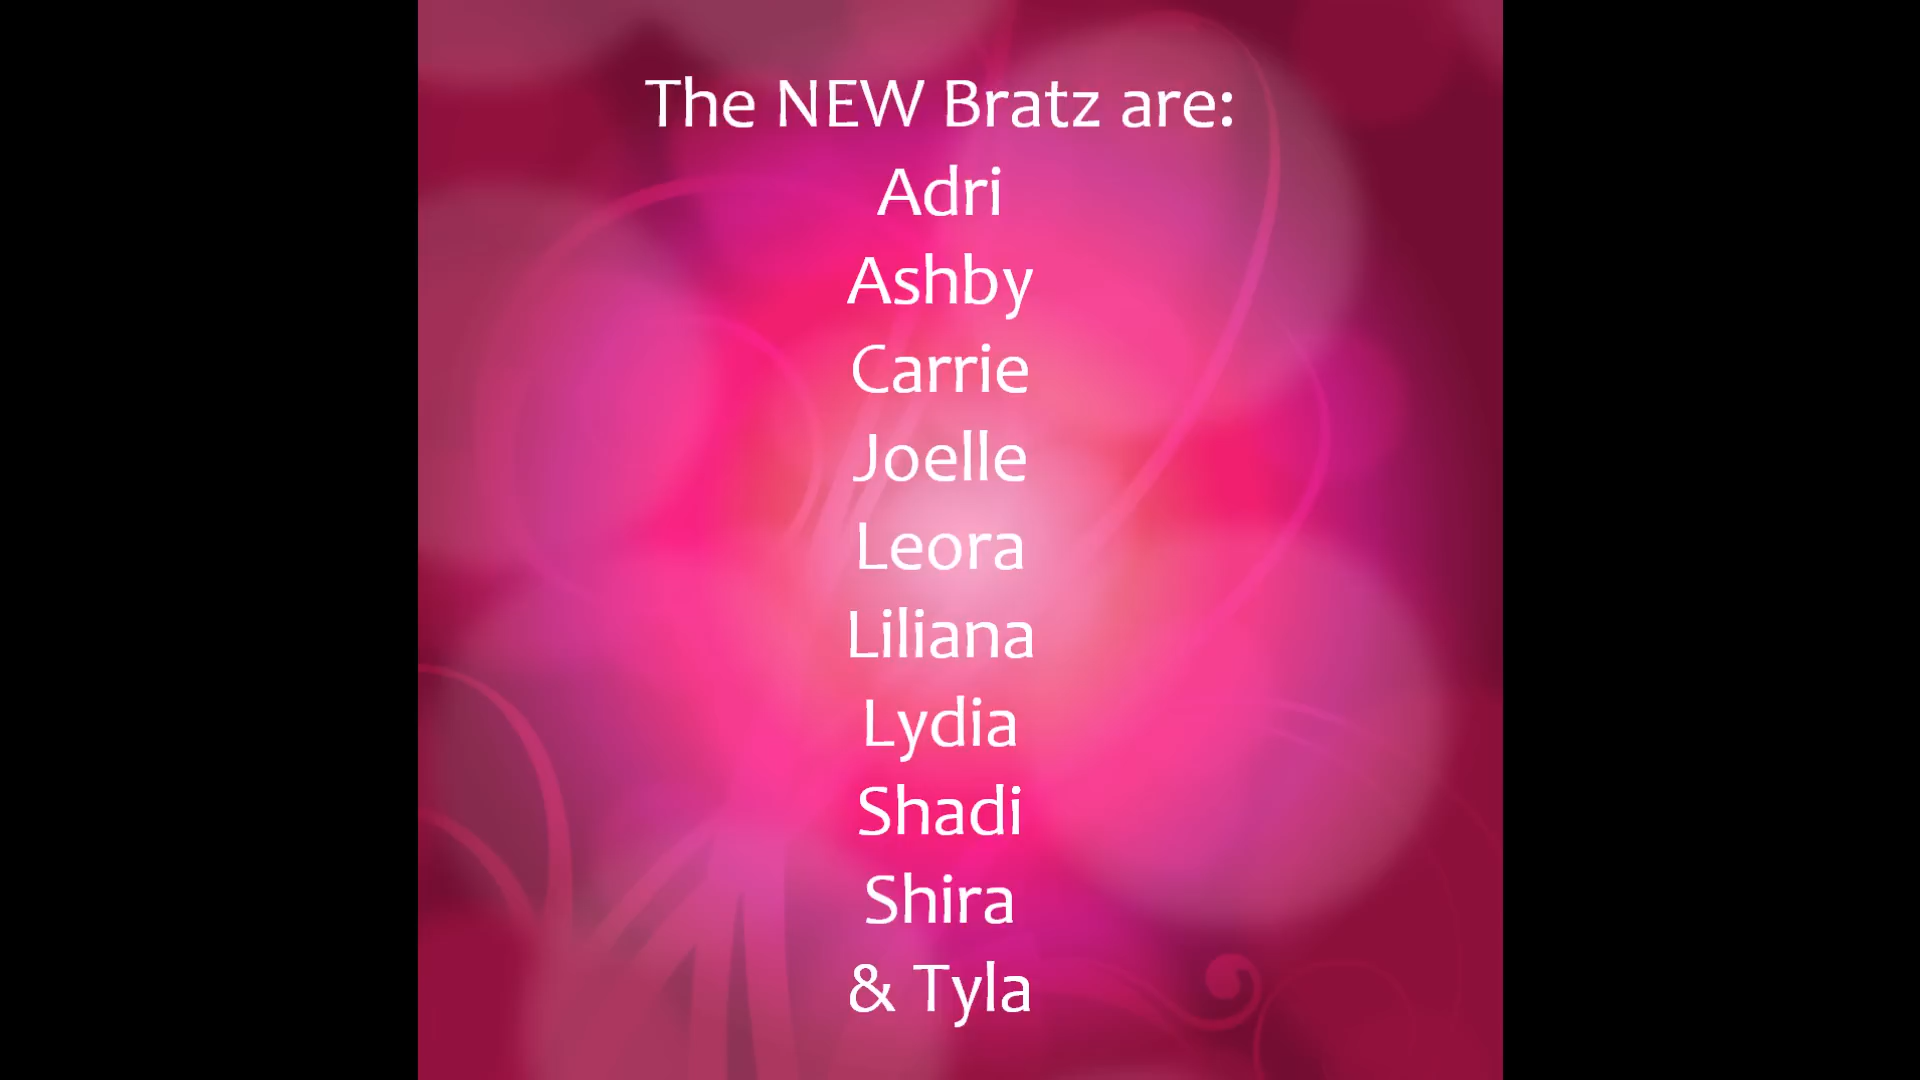 The NEW Bratz are:
Adri
Ashby
Carrie
Joelle
Leora
Liliana
Lydia
Shadi
Shira
& Tyla